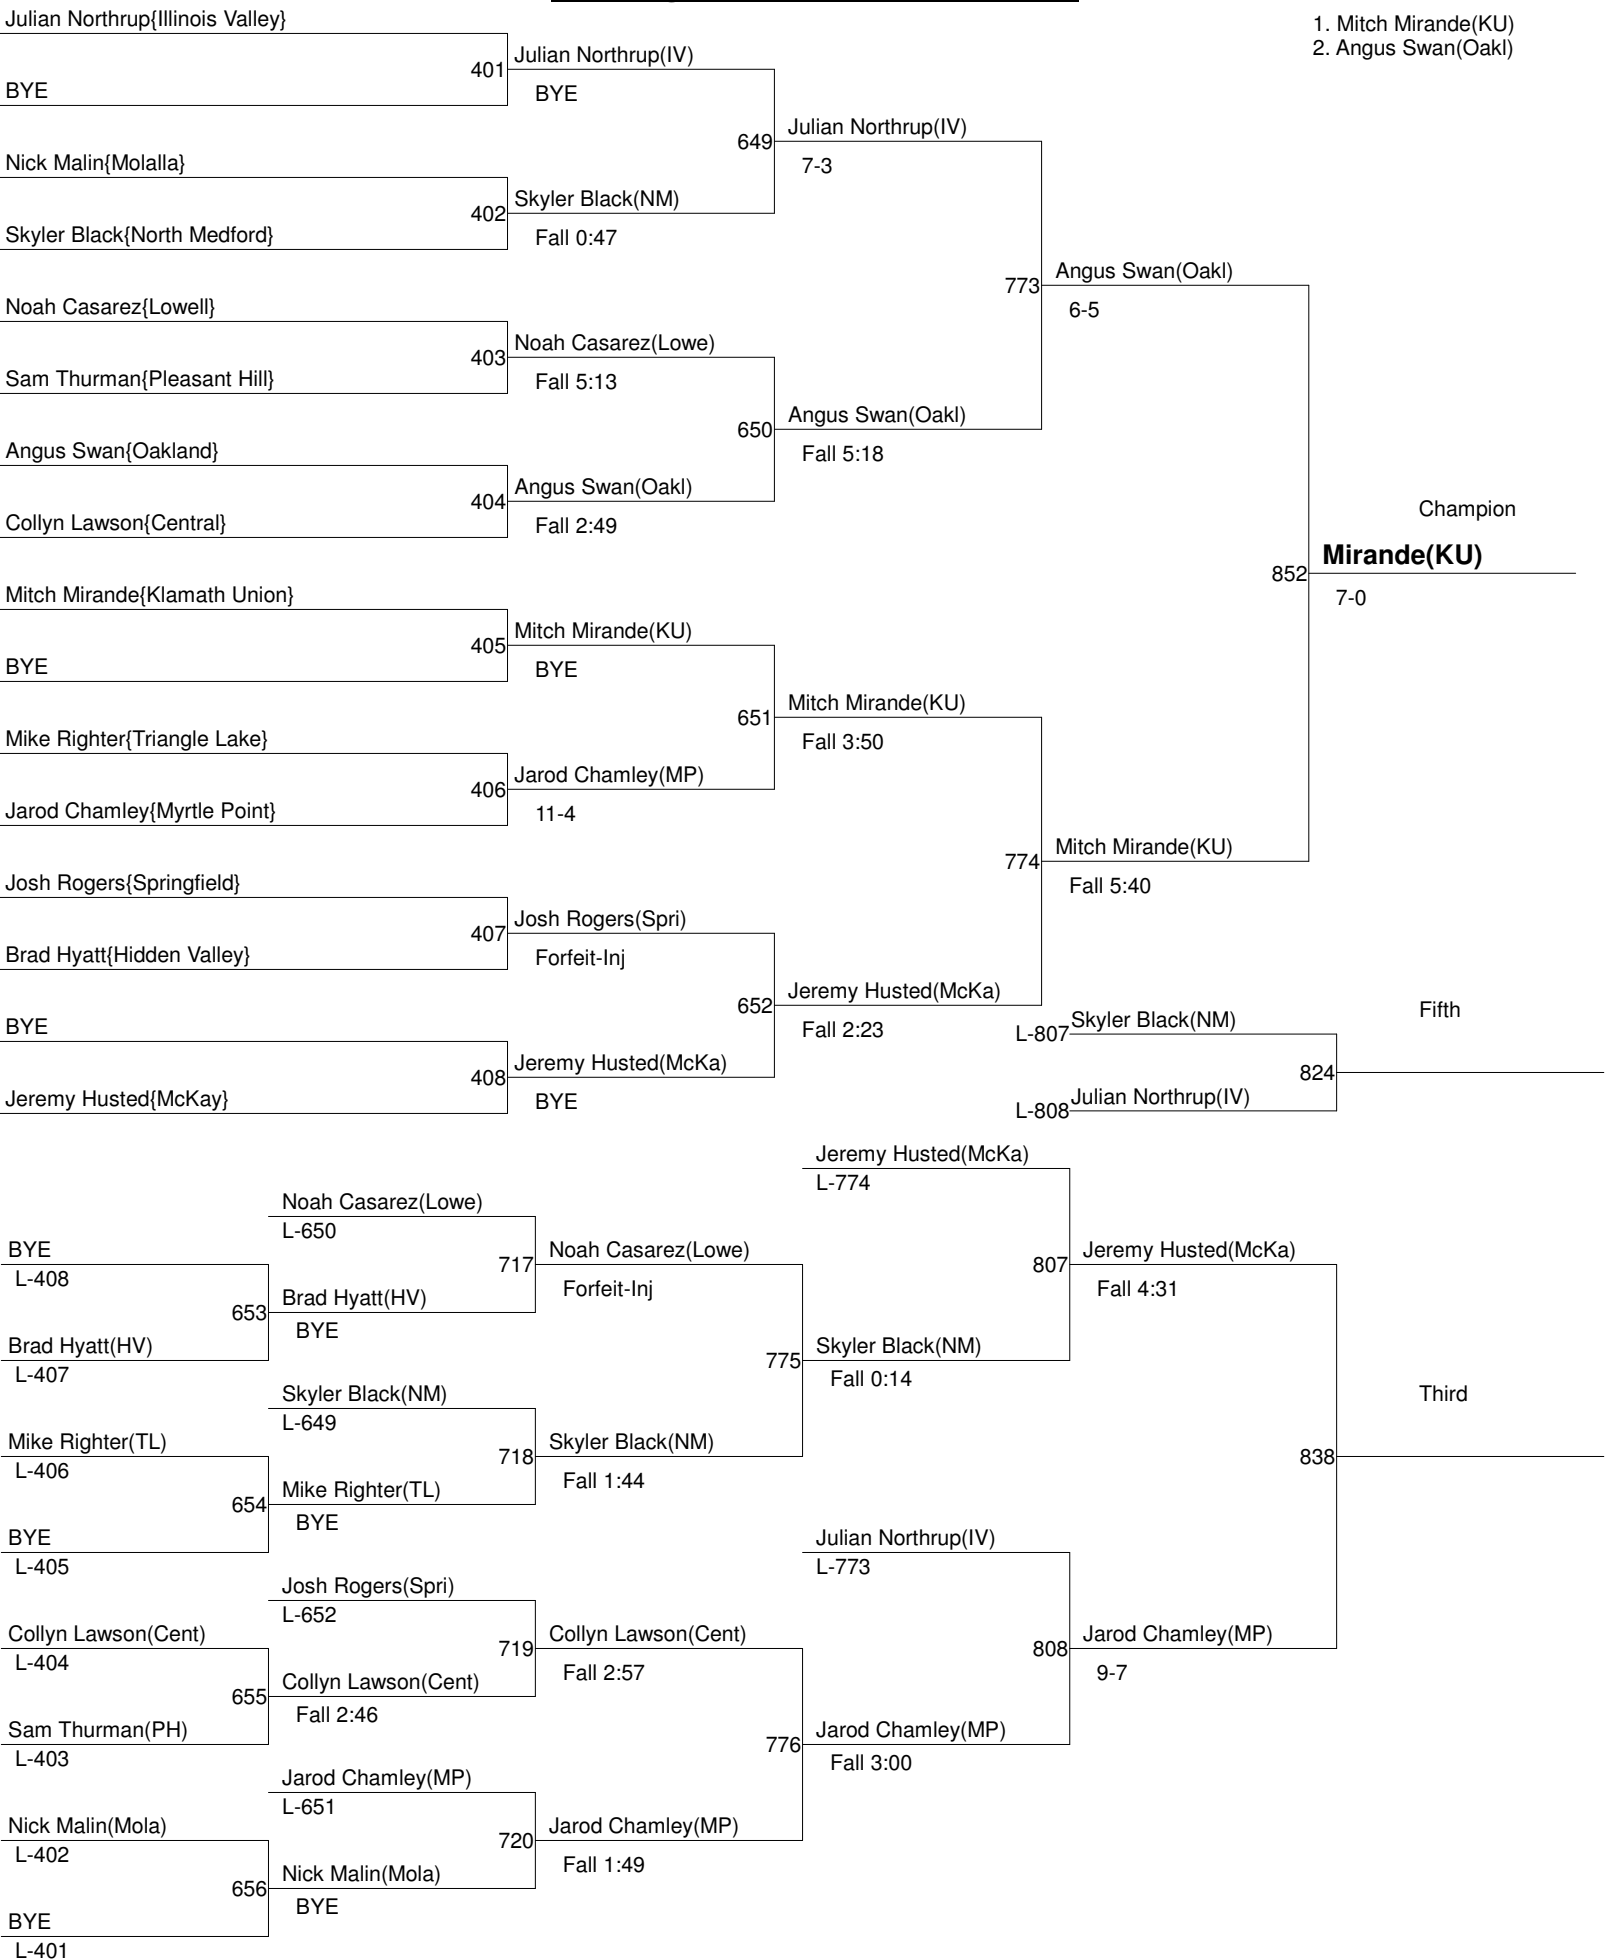 Julian Northrup{Illinois Valley}
BYE
Nick Malin{Molalla}
Skyler Black{North Medford}
Noah Casarez{Lowell}
Sam Thurman{Pleasant Hill}
Angus Swan{Oakland}
Collyn Lawson{Central}
Mitch Mirande{Klamath Union}
BYE
Mike Righter{Triangle Lake}
Jarod Chamley{Myrtle Point}
Josh Rogers{Springfield}
Brad Hyatt{Hidden Valley}
BYE
Jeremy Husted{McKay}
401
Julian Northrup(IV)
BYE
402
Skyler Black(NM)
Fall 0:47
403
Noah Casarez(Lowe)
Fall 5:13
404
Angus Swan(Oakl)
Fall 2:49
405
Mitch Mirande(KU)
BYE
406
Jarod Chamley(MP)
11-4
407
Josh Rogers(Spri)
Forfeit-Inj
408
Jeremy Husted(McKa)
BYE
649
Julian Northrup(IV)
7-3
650
Angus Swan(Oakl)
Fall 5:18
651
Mitch Mirande(KU)
Fall 3:50
652
Jeremy Husted(McKa)
Fall 2:23
773
Angus Swan(Oakl)
6-5
774
Mitch Mirande(KU)
Fall 5:40
1. Mitch Mirande(KU)
2. Angus Swan(Oakl)
Champion
852
Mirande(KU)
7-0
Fifth
L-807
Skyler Black(NM)
L-808
Julian Northrup(IV)
824
BYE
L-408
Brad Hyatt(HV)
L-407
Mike Righter(TL)
L-406
BYE
L-405
Collyn Lawson(Cent)
L-404
Sam Thurman(PH)
L-403
Nick Malin(Mola)
L-402
BYE
L-401
Noah Casarez(Lowe)
L-650
653
Brad Hyatt(HV)
BYE
Skyler Black(NM)
L-649
654
Mike Righter(TL)
BYE
Josh Rogers(Spri)
L-652
655
Collyn Lawson(Cent)
Fall 2:46
Jarod Chamley(MP)
L-651
656
Nick Malin(Mola)
BYE
717
Noah Casarez(Lowe)
Forfeit-Inj
718
Skyler Black(NM)
Fall 1:44
719
Collyn Lawson(Cent)
Fall 2:57
720
Jarod Chamley(MP)
Fall 1:49
Jeremy Husted(McKa)
L-774
775
Skyler Black(NM)
Fall 0:14
Julian Northrup(IV)
L-773
776
Jarod Chamley(MP)
Fall 3:00
807
Jeremy Husted(McKa)
Fall 4:31
808
Jarod Chamley(MP)
9-7
Third
838